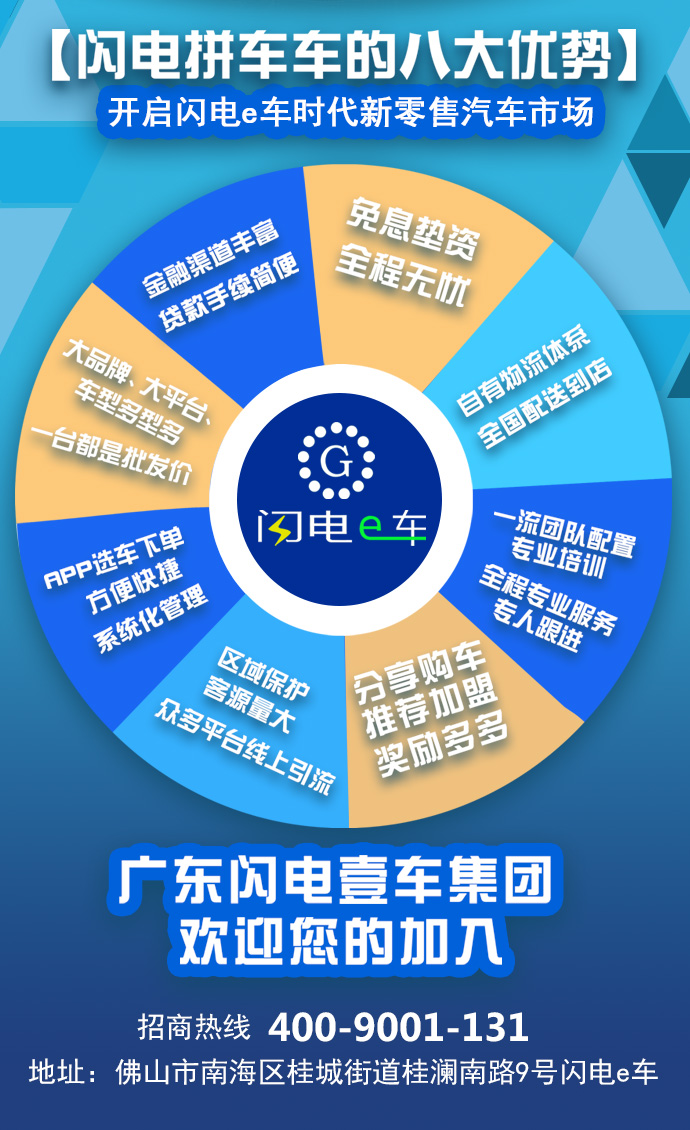 【闪电拼车车的八大优势】
开启闪电e车时代新零售汽车市场
免息垫资
全程无忧
自有物流体系
全国配送到店
一流团队配置
专业培训
全程专业服务
专人跟进
分享购车
推荐加盟
奖励多多
区域保护
客源量大
众多平台线上引流
APP选车下单
方便快捷
系统化管理
大品牌、大平台、
车型多型多
一台都是批发价
金融渠道丰富
贷款手续简便
G
闪电e车
广东闪电壹车集团
欢迎您的加入
招商热线 400-9001-131
地址：佛山市南海区桂城街道桂澜南路9号闪电e车